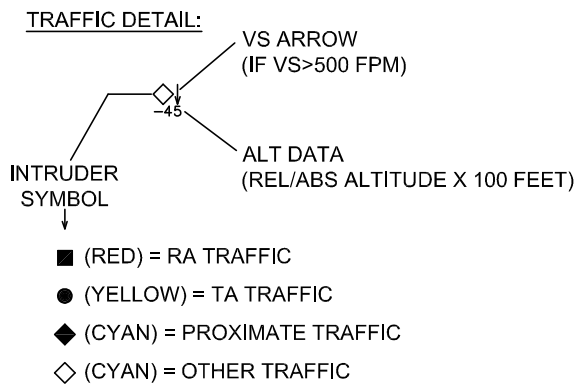 TRAFFIC DETAIL:
VS ARROW
(IF VS>500 FPM)
-45
ALT DATA
(REL/ABS ALTITUDE X 100 FEET)
INTRUDER
SYMBOL
(RED) = RA TRAFFIC
(YELLOW) = TA TRAFFIC
(CYAN) = PROXIMATE TRAFFIC
(CYAN) = OTHER TRAFFIC